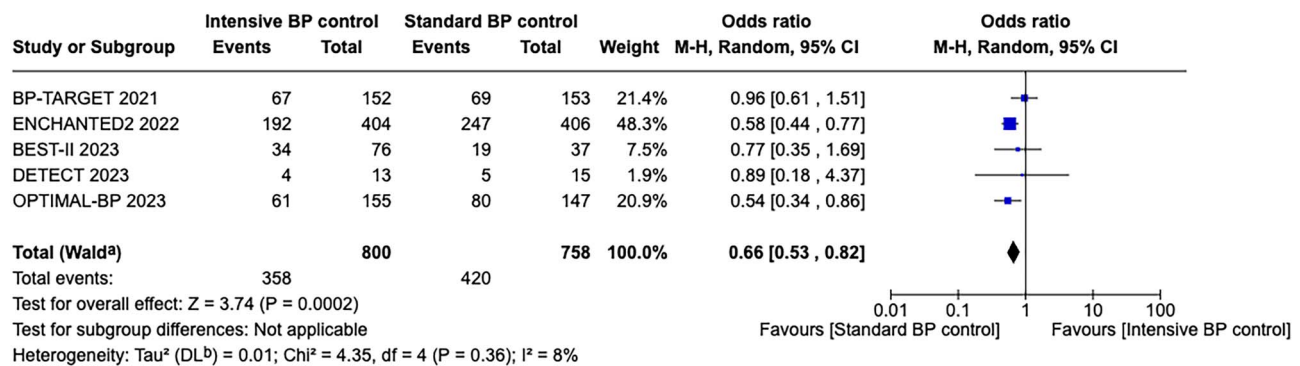 Intensive BP control Standard BP control Odds ratio Odds ratio
Study or Subgroup Events Total Events Total Weight M-H, Random, 95% CI M-H, Random, 95% CI
BP-TARGET 2021 67 152 69 153 21.4% 0.96 [0.61 , 1.51]
ENCHANTED2 2022 192 404 247 406 48.3% 0.58 [0.44 , 0.77]
BEST-II 2023 34 76 19 37 7.5% 0.77 [0.35 , 1.69]
DETECT 2023 4 13 5 15 1.9% 0.89 [0.18 , 4.37]
OPTIMAL-BP 2023 61 155 80 147 20.9% 0.54 [0.34 , 0.86]
Total (Waldᵃ) 800 758 100.0% 0.66 [0.53 , 0.82]
Total events: 358 420
Test for overall effect: Z = 3.74 (P = 0.0002)
Test for subgroup differences: Not applicable
Heterogeneity: Tau² (DLᵇ) = 0.01; Chi² = 4.35, df = 4 (P = 0.36); I² = 8%
0.01 0.1 1 10 100
Favours [Standard BP control] Favours [Intensive BP control]